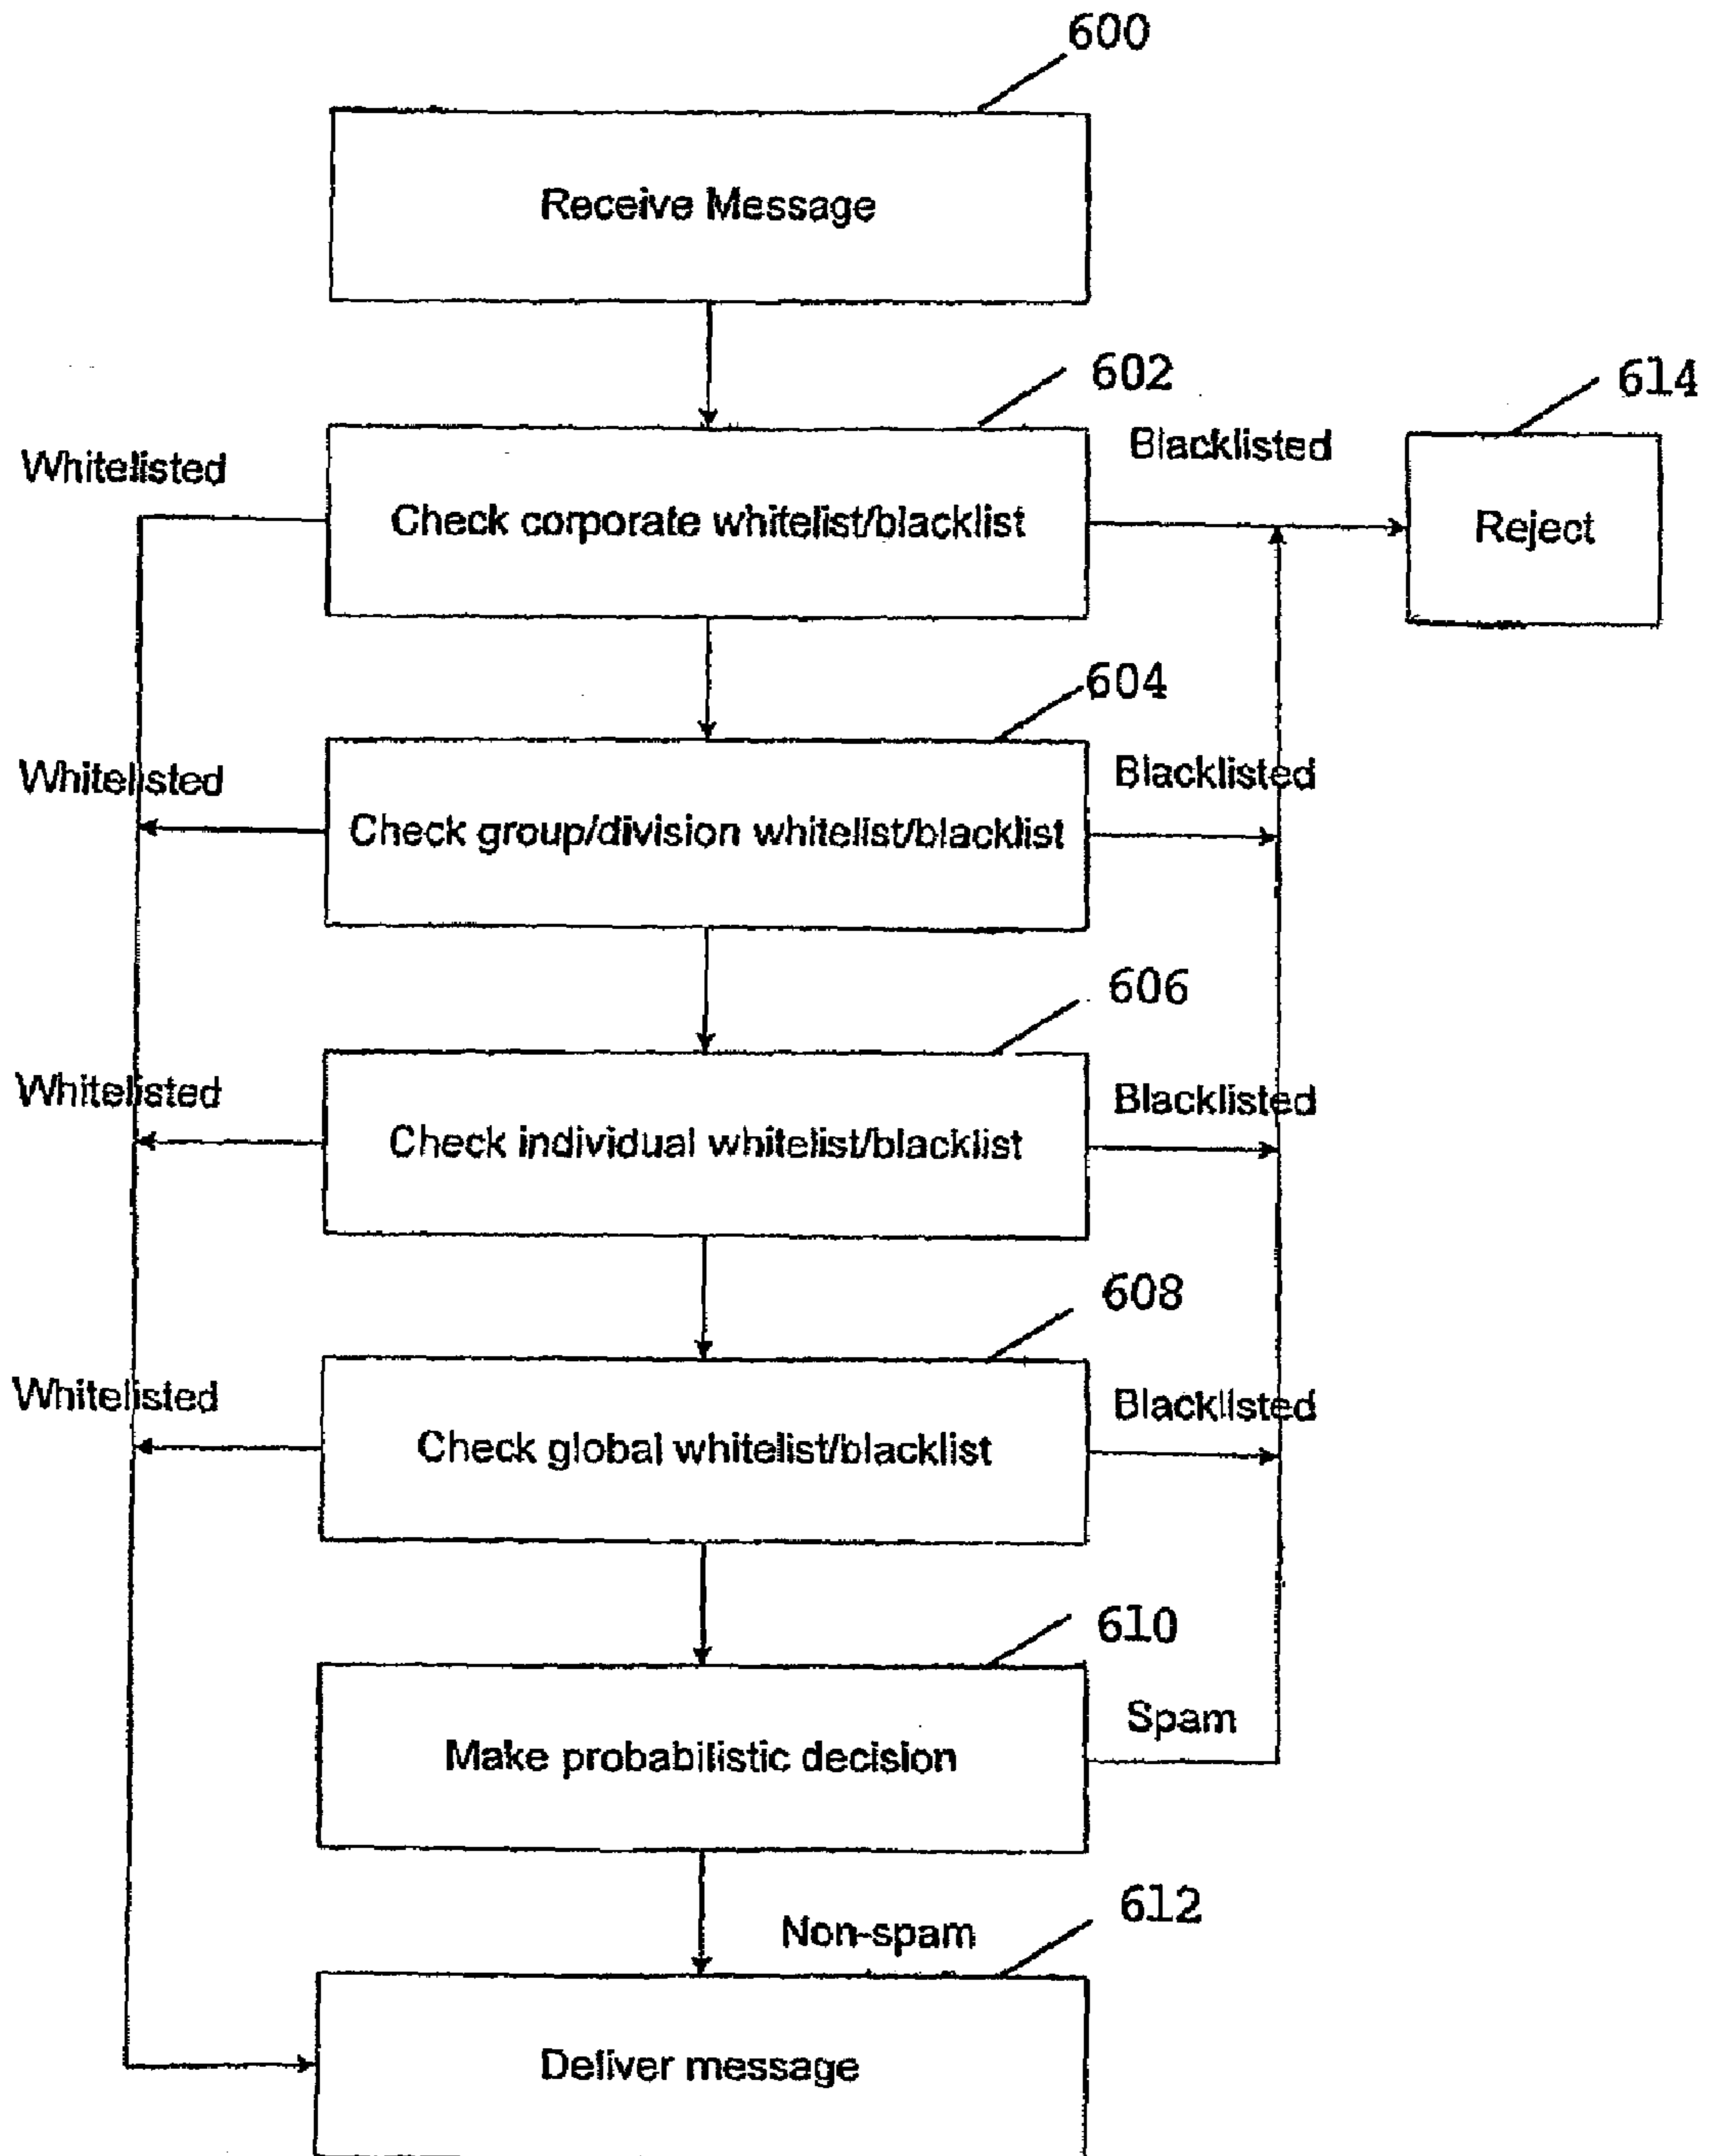 600
Receive Message
602
614
Whitelisted
Blacklisted
Check corporate whitelist/blacklist
Reject
604
Whitelisted
Blacklisted
Check group/division whitelist/blacklist
606
Whitelisted
Blacklisted
Check individual whitelist/blacklist
608
Whitelisted
Blacklisted
Check global whitelist/blacklist
610
Spam
Make probabilistic decision
612
Non-spam
Deliver message